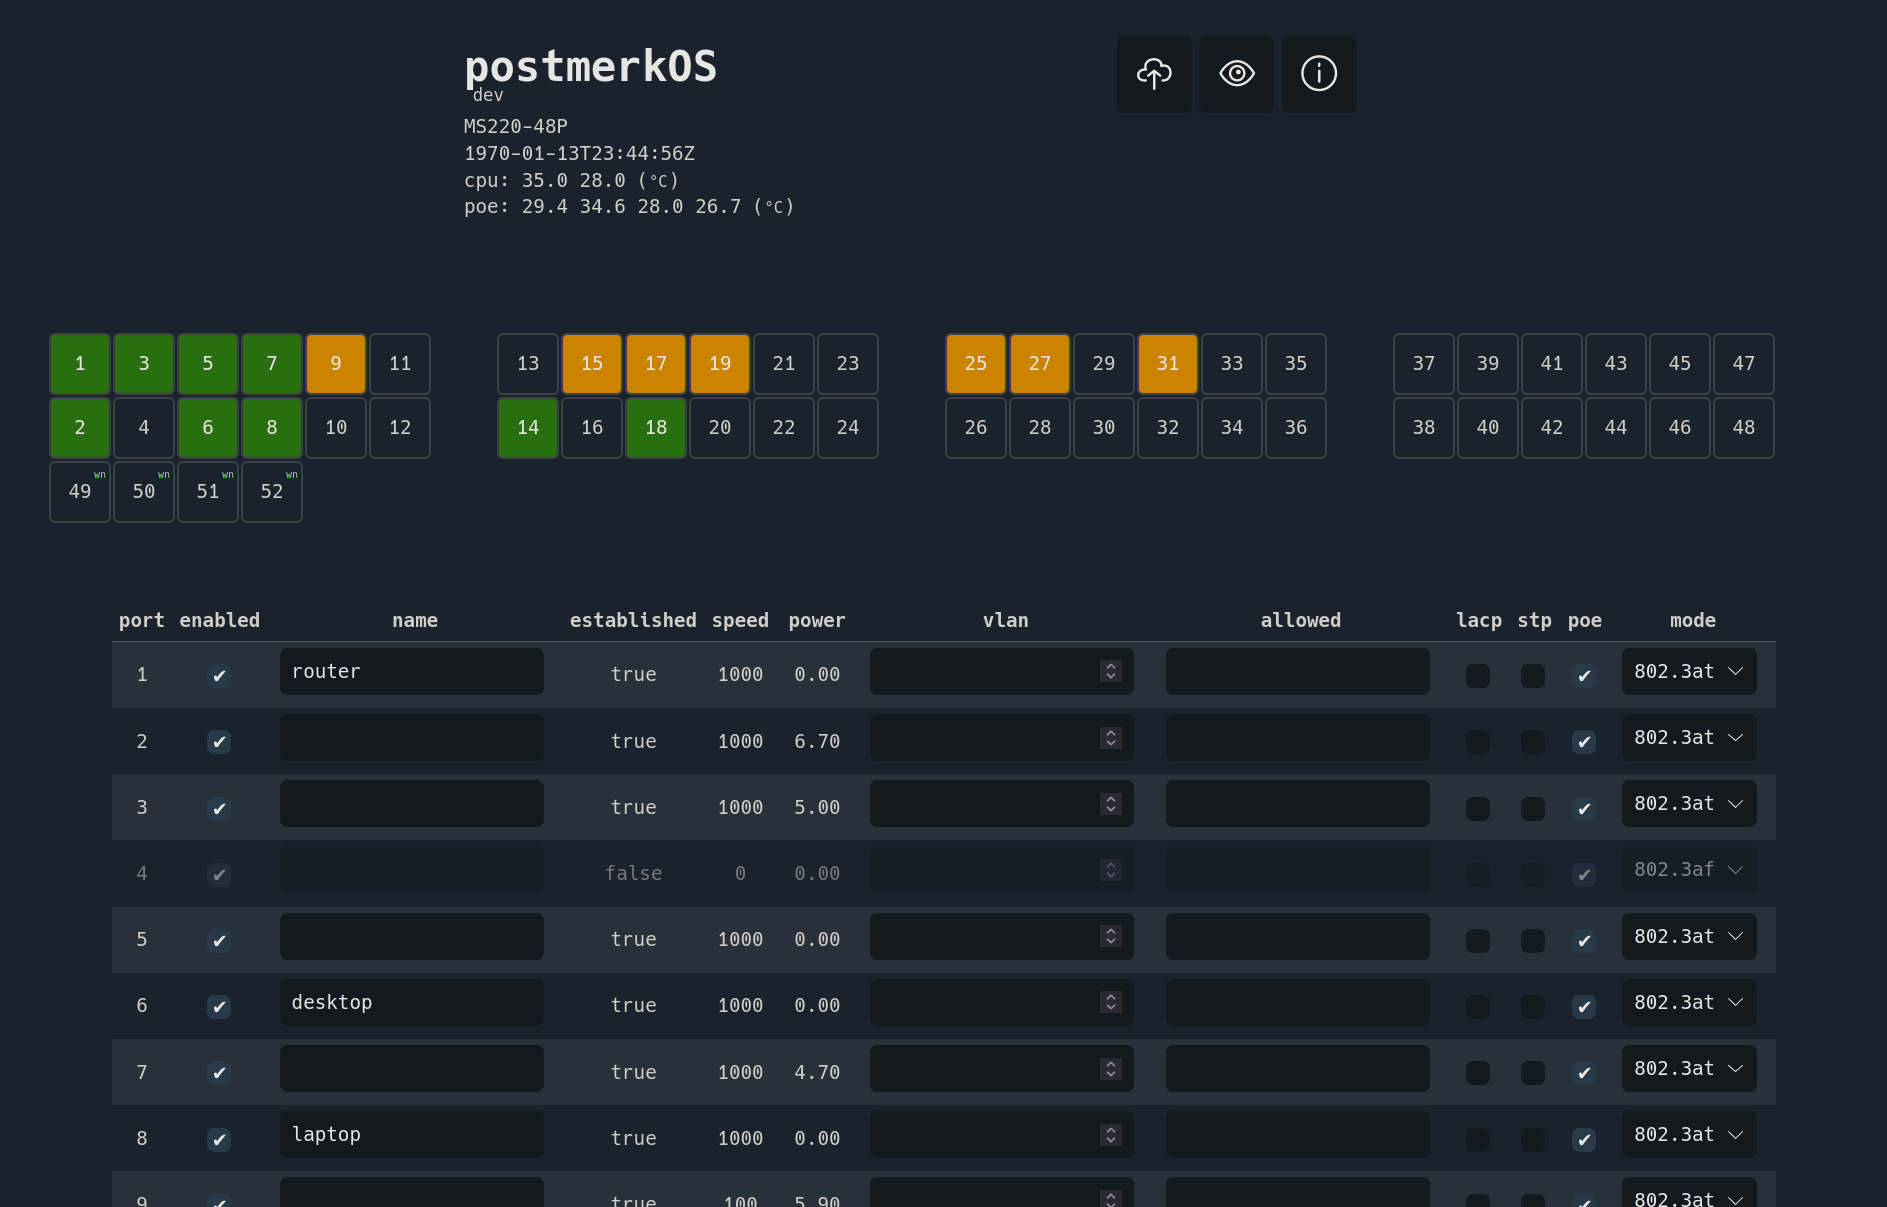 postmerkOS
dev
MS220-48P
1970-01-13T23:44:56Z
cpu: 35.0 28.0 (°C)
poe: 29.4 34.6 28.0 26.7 (°C)
1 3 5 7 9 11 13 15 17 19 21 23 25 27 29 31 33 35 37 39 41 43 45 47
2 4 6 8 10 12 14 16 18 20 22 24 26 28 30 32 34 36 38 40 42 44 46 48
49 wn 50 wn 51 wn 52 wn
port enabled name established speed power vlan allowed lacp stp poe mode
1 ✔ router true 1000 0.00 ✔ 802.3at
2 ✔ true 1000 6.70 ✔ 802.3at
3 ✔ true 1000 5.00 ✔ 802.3at
4 ✔ false 0 0.00 ✔ 802.3af
5 ✔ true 1000 0.00 ✔ 802.3at
6 ✔ desktop true 1000 0.00 ✔ 802.3at
7 ✔ true 1000 4.70 ✔ 802.3at
8 ✔ laptop true 1000 0.00 ✔ 802.3at
9 ✔ true 100 5.90 ✔ 802.3at